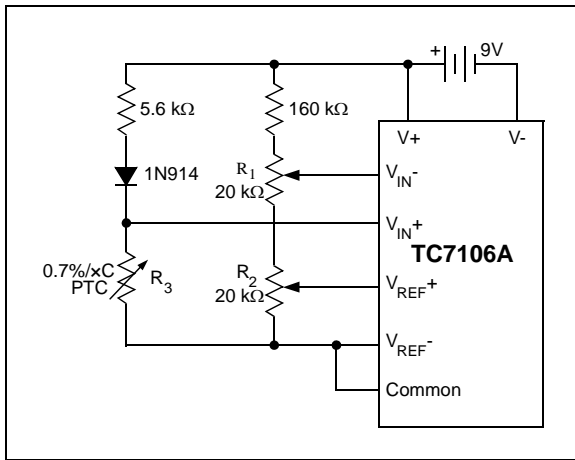 + 9V
5.6 kΩ
160 kΩ
V+ V-
1N914
R1
20 kΩ
VIN-
VIN+
TC7106A
0.7%/×C
PTC
R3
R2
20 kΩ
VREF+
VREF-
Common